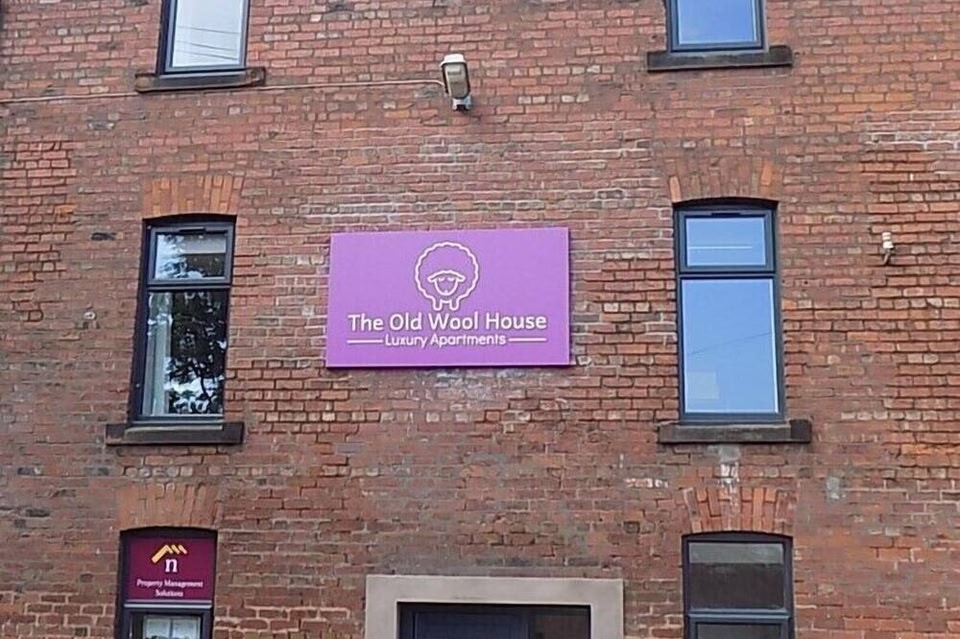 The Old Wool House
Luxury Apartments
n
Property Management
Solutions